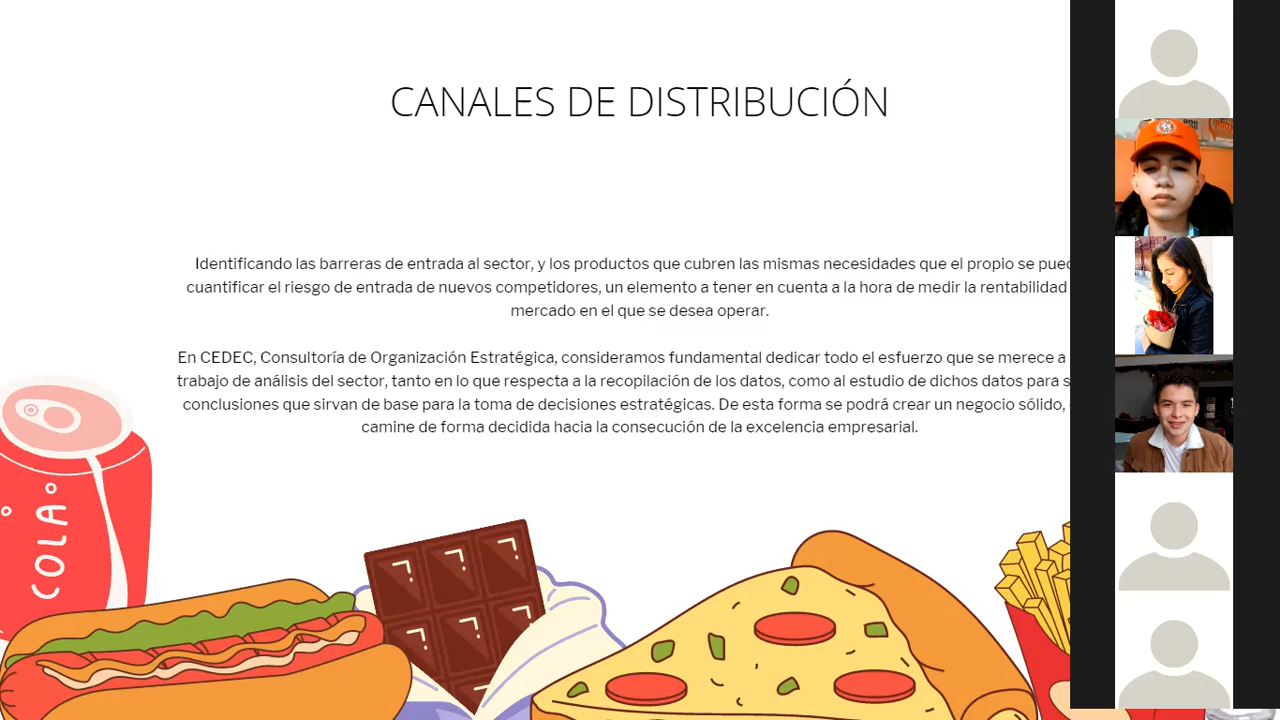 CANALES DE DISTRIBUCIÓN
Identificando las barreras de entrada al sector, y los productos que cubren las mismas necesidades que el propio se
cuantificar el riesgo de entrada de nuevos competidores, un elemento a tener en cuenta a la hora de medir la rentabilidad
mercado en el que se desea operar.
En CEDEC, Consultoría de Organización Estratégica, consideramos fundamental dedicar todo el esfuerzo que se merece a
trabajo de análisis del sector, tanto en lo que respecta a la recopilación de los datos, como al estudio de dichos datos para
conclusiones que sirvan de base para la toma de decisiones estratégicas. De esta forma se podrá crear un negocio sólido,
camine de forma decidida hacia la consecución de la excelencia empresarial.
COLA